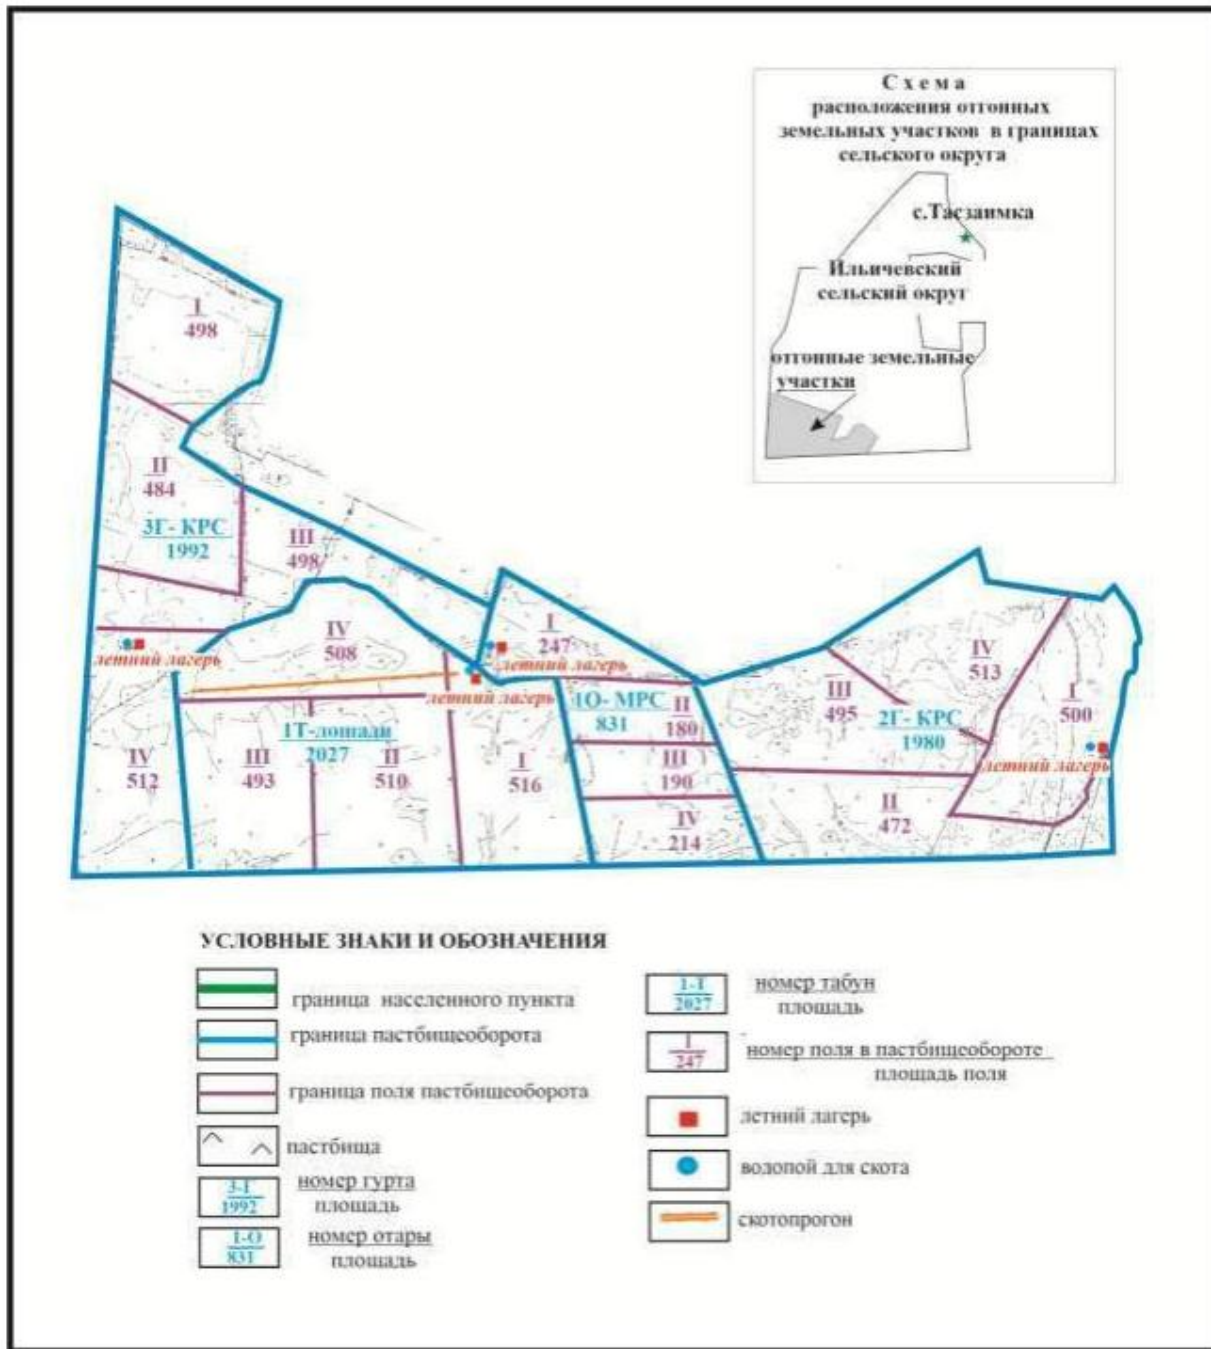 С х е м а
расположения отгонных
земельных участков в границах
сельского округа
с.Тасзаимка
Ильичевский
сельский округ
отгонные земельные
участки
I
498
II
484
3Г- КРС
1992
III
498
IV
508
I
247
летний лагерь
летний лагерь
летний лагерь
IV
512
III
493
1Т-лошади
2027
II
510
I
516
1О- МРС
831
II
180
III
190
IV
214
III
495
2Г- КРС
1980
IV
513
I
500
летний лагерь
II
472
УСЛОВНЫЕ ЗНАКИ И ОБОЗНАЧЕНИЯ
граница населенного пункта
граница пастбищеоборота
граница поля пастбищеоборота
пастбища
3-Г
1992
номер гурта
площадь
1-О
831
номер отары
площадь
1-Т
2027
номер табун
площадь
I
247
номер поля в пастбищеобороте
площадь поля
летний лагерь
водопой для скота
скотопрогон